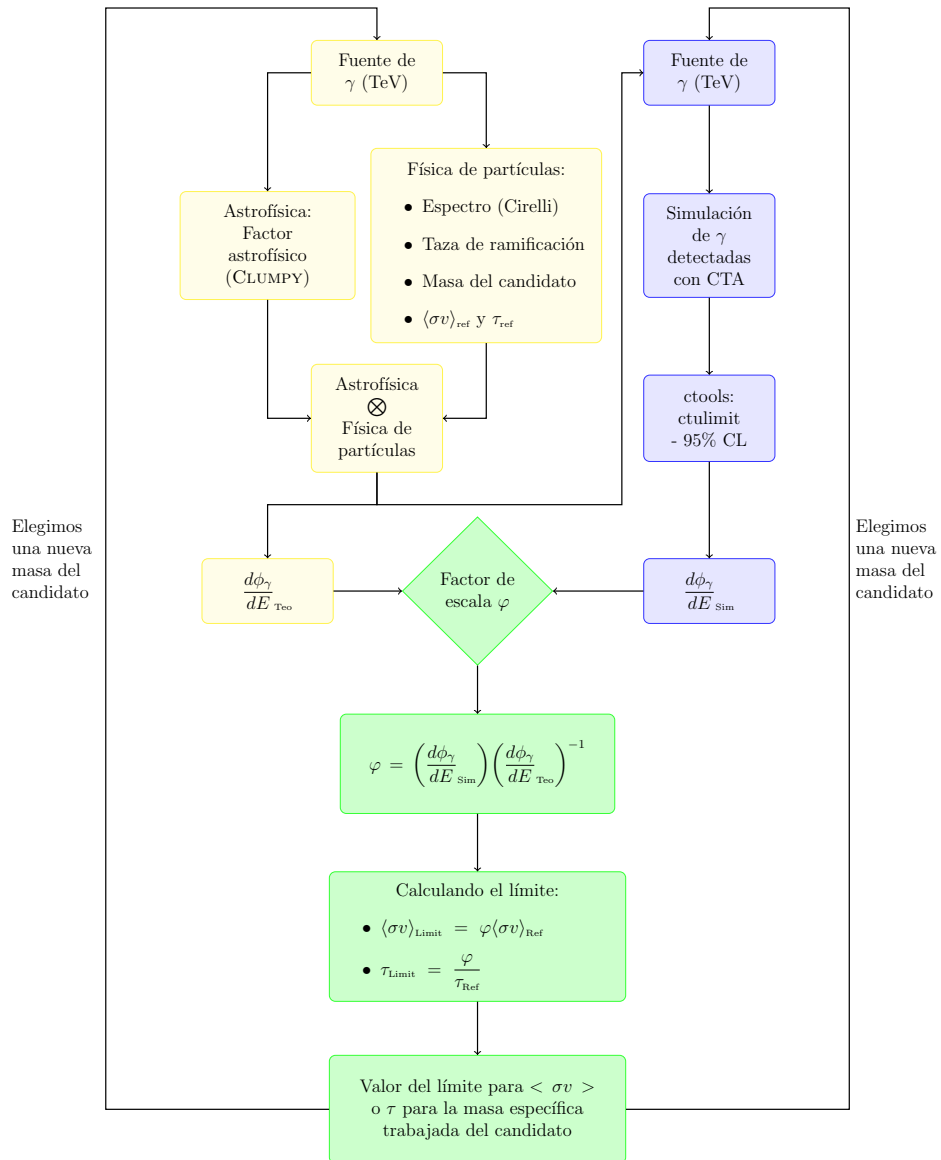 Fuente de
γ (TeV)
Fuente de
γ (TeV)
Física de partículas:
• Espectro (Cirelli)
• Taza de ramificación
• Masa del candidato
• ⟨σv⟩ref y τref
Astrofísica:
Factor
astrofísico
(CLUMPY)
Simulación
de γ
detectadas
con CTA
Astrofísica
⊗
Física de
partículas
ctools:
ctulimit
- 95% CL
Elegimos
una nueva
masa del
candidato
Elegimos
una nueva
masa del
candidato
dϕγ/dE Teo
Factor de
escala φ
dϕγ/dE Sim
φ = (dϕγ/dE Sim)(dϕγ/dE Teo)⁻¹
Calculando el límite:
• ⟨σv⟩Limit = φ⟨σv⟩Ref
• τLimit = φ/τRef
Valor del límite para < σv >
o τ para la masa específica
trabajada del candidato